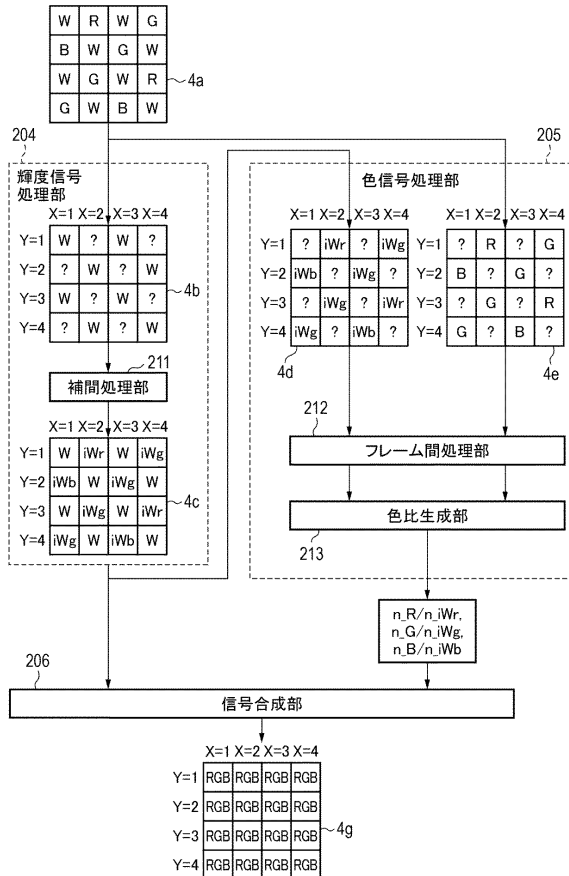 W R W G
B W G W
W G W R
G W B W
4a
204
205
輝度信号
処理部
色信号処理部
X=1 X=2 X=3 X=4
Y=1 W ? W ?
Y=2 ? W ? W
Y=3 W ? W ?
Y=4 ? W ? W
4b
211
補間処理部
X=1 X=2 X=3 X=4
Y=1 W iWr W iWg
Y=2 iWb W iWg W
Y=3 W iWg W iWr
Y=4 iWg W iWb W
4c
X=1 X=2 X=3 X=4
Y=1 ? iWr ? iWg
Y=2 iWb ? iWg ?
Y=3 ? iWg ? iWr
Y=4 iWg ? iWb ?
4d
X=1 X=2 X=3 X=4
Y=1 ? R ? G
Y=2 B ? G ?
Y=3 ? G ? R
Y=4 G ? B ?
4e
212
フレーム間処理部
色比生成部
213
n_R/n_iWr,
n_G/n_iWg,
n_B/n_iWb
206
信号合成部
X=1 X=2 X=3 X=4
Y=1 RGB RGB RGB RGB
Y=2 RGB RGB RGB RGB
Y=3 RGB RGB RGB RGB
Y=4 RGB RGB RGB RGB
4g